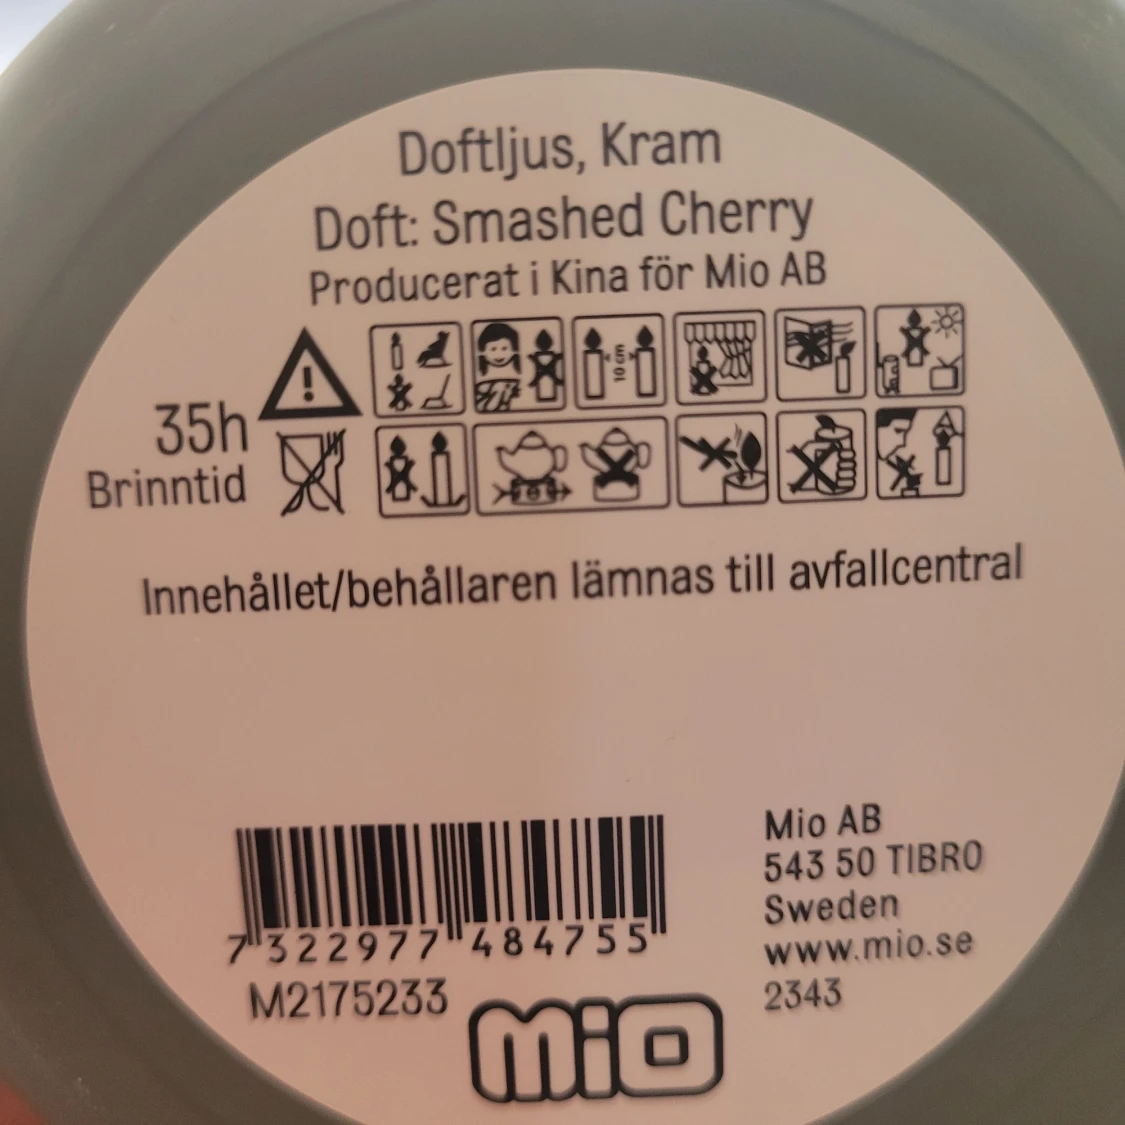 Doftljus, Kram
Doft: Smashed Cherry
Producerat i Kina för Mio AB
10 cm
35h
Brinntid
Innehållet/behållaren lämnas till avfallcentral
7 322977 484755
M2175233
Mio AB
543 50 TIBRO
Sweden
www.mio.se
2343
mio